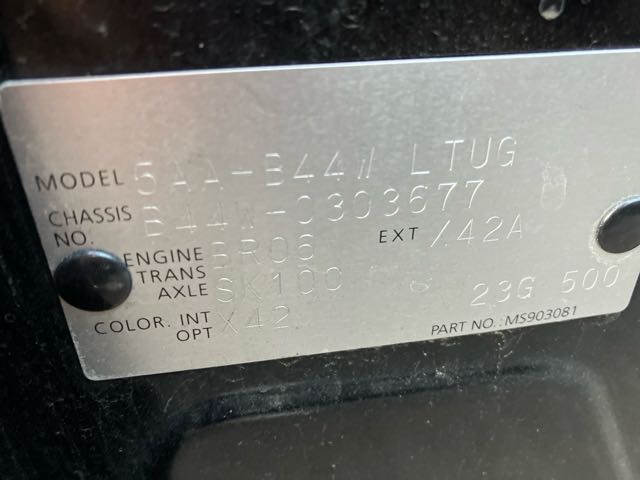 MODEL 5AA-B44W LTUG
CHASSIS NO. B44W-0303677
ENGINE BR06 EXT X42A
TRANS AXLE SK100 23G 500
COLOR. INT OPT X42
PART NO.: MS903081